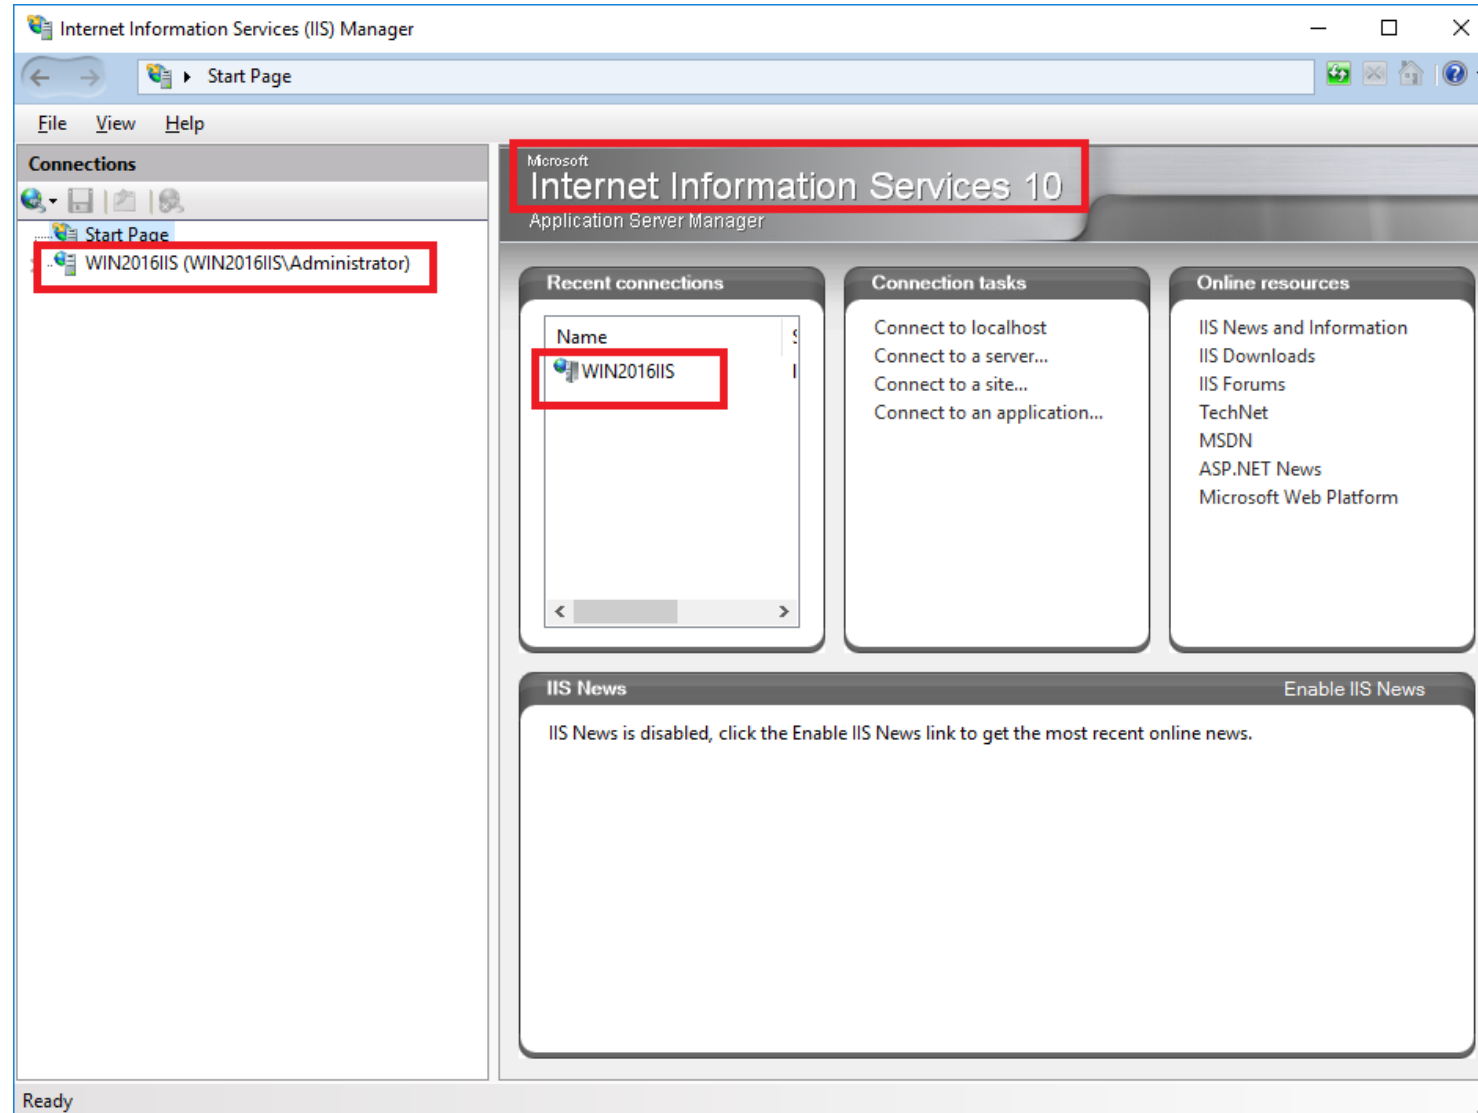 Internet Information Services (IIS) Manager
Start Page
File View Help
Connections
Start Page
WIN2016IIS (WIN2016IIS\Administrator)
Microsoft
Internet Information Services 10
Application Server Manager
Recent connections
Name
WIN2016IIS
Connection tasks
Connect to localhost
Connect to a server...
Connect to a site...
Connect to an application...
Online resources
IIS News and Information
IIS Downloads
IIS Forums
TechNet
MSDN
ASP.NET News
Microsoft Web Platform
IIS News
Enable IIS News
IIS News is disabled, click the Enable IIS News link to get the most recent online news.
Ready